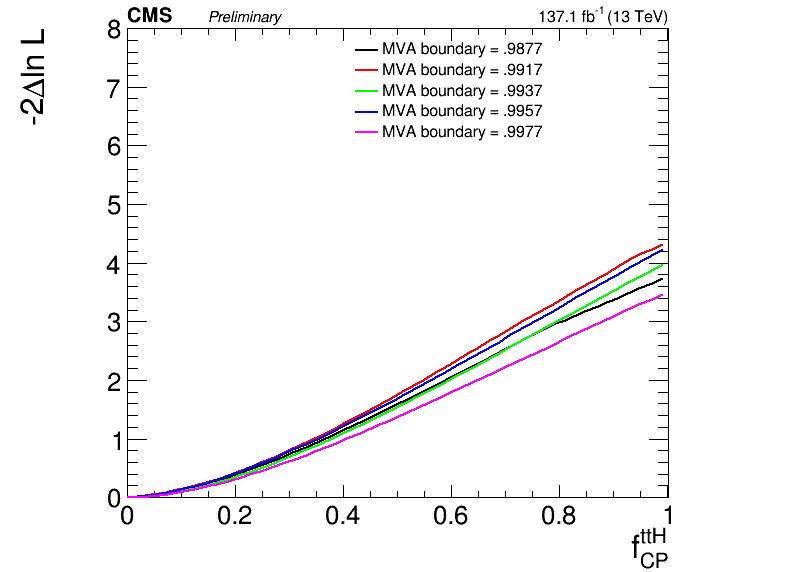 CMS Preliminary 137.1 fb⁻¹ (13 TeV)
-2Δln L
8
7
6
5
4
3
2
1
0
MVA boundary = .9877
MVA boundary = .9917
MVA boundary = .9937
MVA boundary = .9957
MVA boundary = .9977
0 0.2 0.4 0.6 0.8 1
f_CP^ttH